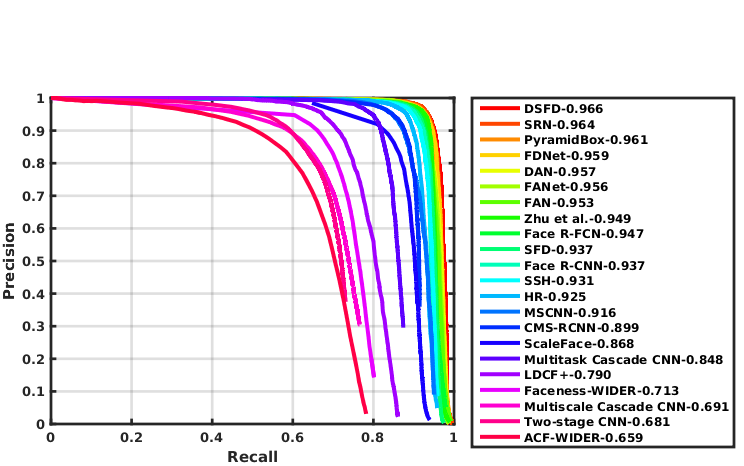 1
0.9
0.8
0.7
0.6
0.5
0.4
0.3
0.2
0.1
0
Precision
0 0.2 0.4 0.6 0.8 1
Recall
DSFD-0.966
SRN-0.964
PyramidBox-0.961
FDNet-0.959
DAN-0.957
FANet-0.956
FAN-0.953
Zhu et al.-0.949
Face R-FCN-0.947
SFD-0.937
Face R-CNN-0.937
SSH-0.931
HR-0.925
MSCNN-0.916
CMS-RCNN-0.899
ScaleFace-0.868
Multitask Cascade CNN-0.848
LDCF+-0.790
Faceness-WIDER-0.713
Multiscale Cascade CNN-0.691
Two-stage CNN-0.681
ACF-WIDER-0.659